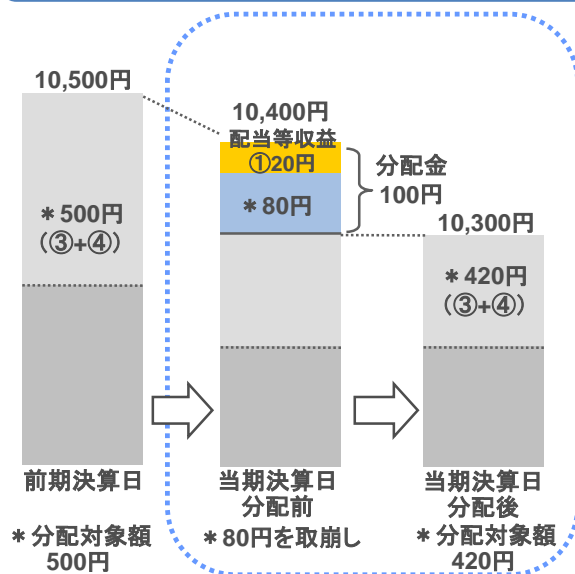 10,500円
10,400円
配当等収益
①20円
分配金
100円
＊80円
＊500円
（③+④）
10,300円
＊420円
（③+④）
前期決算日
当期決算日
分配前
当期決算日
分配後
＊分配対象額
500円
＊80円を取崩し
＊分配対象額
420円